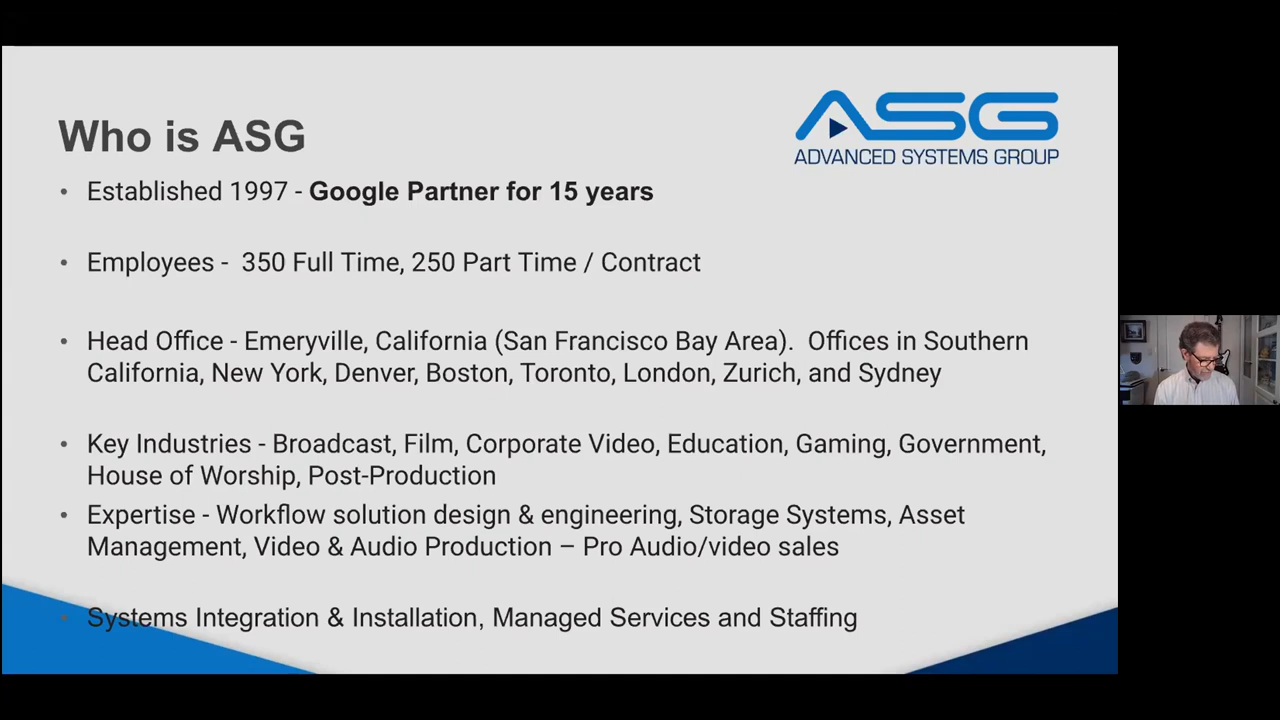 ASG
ADVANCED SYSTEMS GROUP
Who is ASG
• Established 1997 - Google Partner for 15 years
• Employees -  350 Full Time, 250 Part Time / Contract
• Head Office - Emeryville, California (San Francisco Bay Area).  Offices in Southern
California, New York, Denver, Boston, Toronto, London, Zurich, and Sydney
• Key Industries - Broadcast, Film, Corporate Video, Education, Gaming, Government,
House of Worship, Post-Production
• Expertise - Workflow solution design & engineering, Storage Systems, Asset
Management, Video & Audio Production – Pro Audio/video sales
• Systems Integration & Installation, Managed Services and Staffing